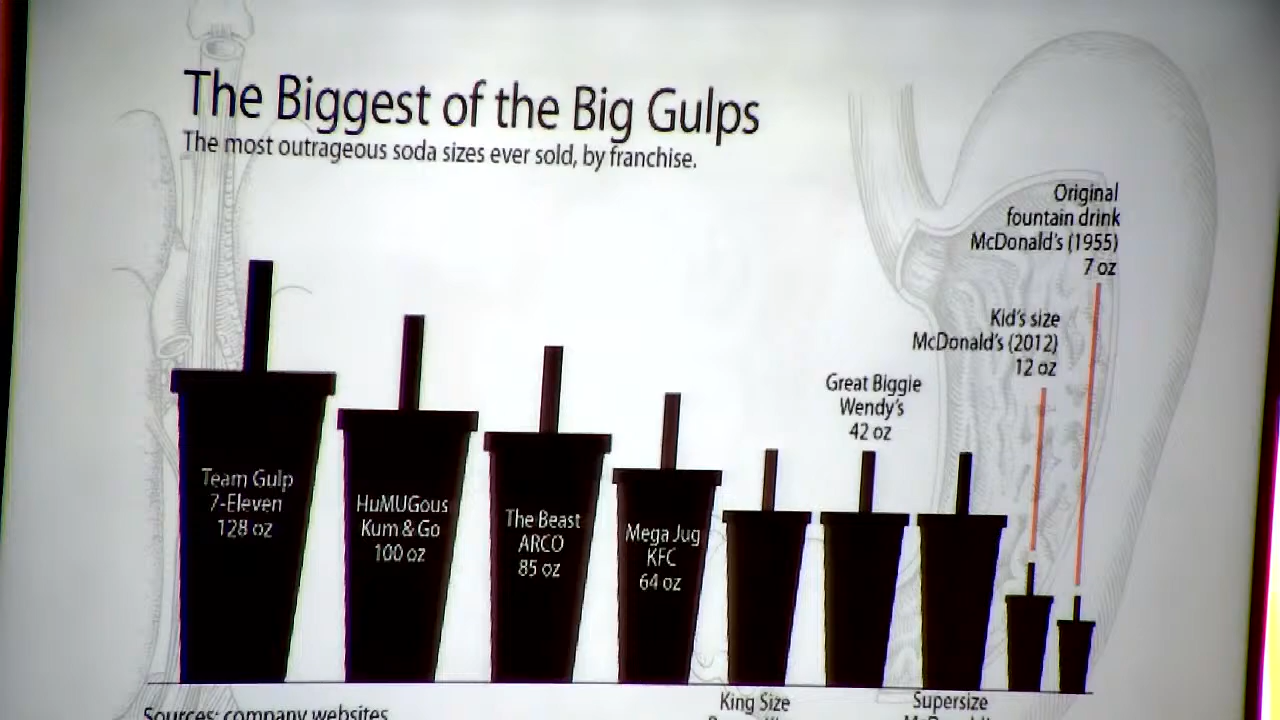 The Biggest of the Big Gulps
The most outrageous soda sizes ever sold, by franchise.
Original
fountain drink
McDonald's (1955)
7 oz
Kid's size
McDonald's (2012)
12 oz
Great Biggie
Wendy's
42 oz
Team Gulp
7-Eleven
128 oz
HuMUGous
Kum & Go
100 oz
The Beast
ARCO
85 oz
Mega Jug
KFC
64 oz
King Size
Supersize
Sources: company websites